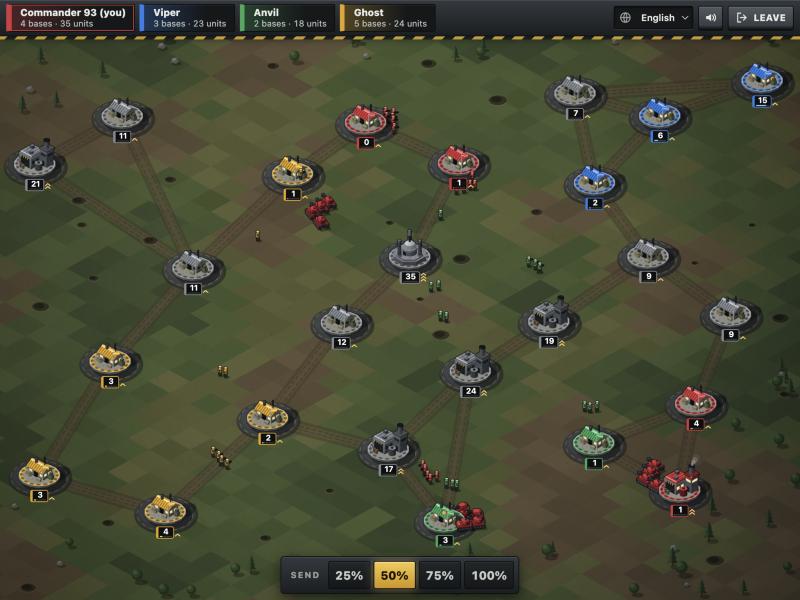 Commander 93 (you)
4 bases · 35 units
Viper
3 bases · 23 units
Anvil
2 bases · 18 units
Ghost
5 bases · 24 units
English
LEAVE
15
7
6
11
0
21
1
1
2
35
9
11
12
19
9
3
24
4
2
1
17
3
1
4
3
SEND
25%
50%
75%
100%